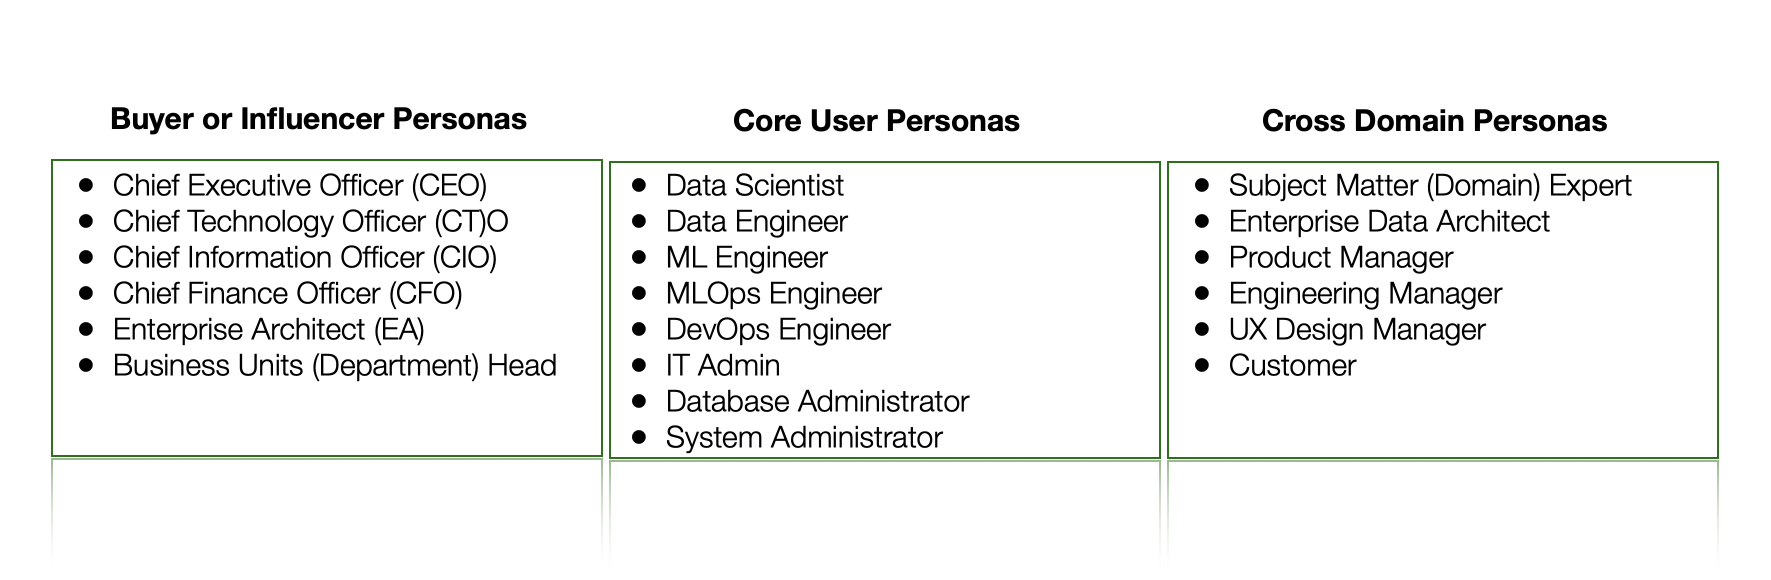 Buyer or Influencer Personas
● Chief Executive Officer (CEO)
● Chief Technology Officer (CT)O
● Chief Information Officer (CIO)
● Chief Finance Officer (CFO)
● Enterprise Architect (EA)
● Business Units (Department) Head
Core User Personas
● Data Scientist
● Data Engineer
● ML Engineer
● MLOps Engineer
● DevOps Engineer
● IT Admin
● Database Administrator
● System Administrator
Cross Domain Personas
● Subject Matter (Domain) Expert
● Enterprise Data Architect
● Product Manager
● Engineering Manager
● UX Design Manager
● Customer